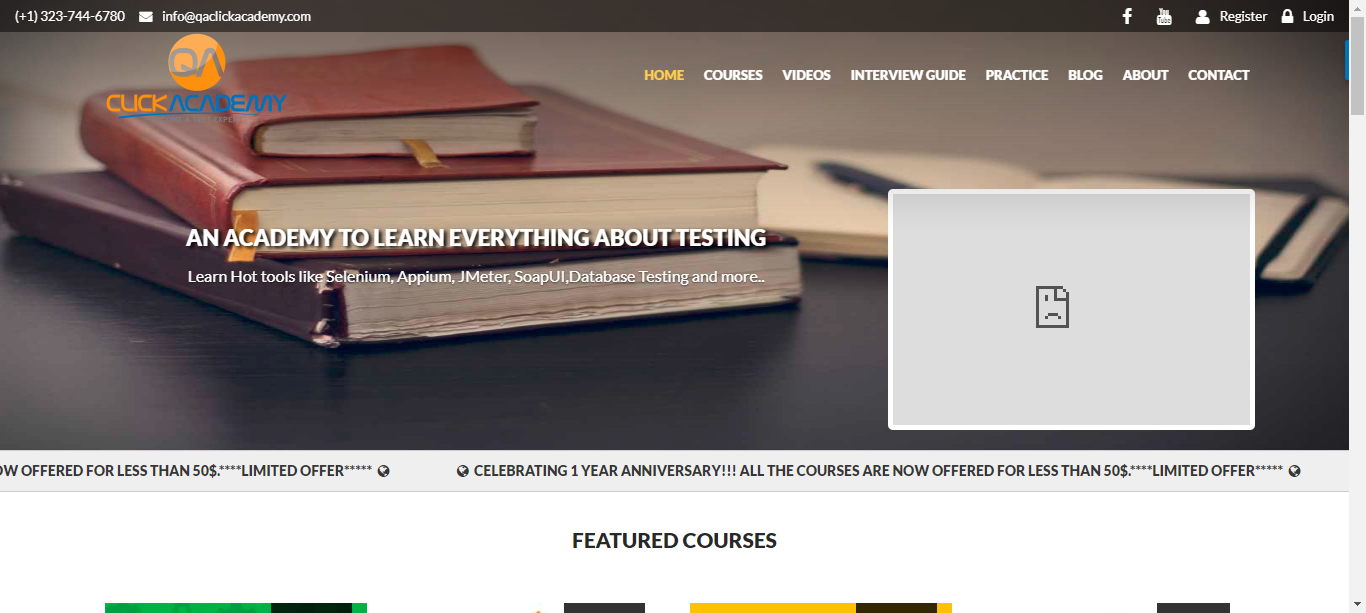 (+1) 323-744-6780 info@qaclickacademy.com
You Tube Register Login
QA
CLICKACADEMY
HOME COURSES VIDEOS INTERVIEW GUIDE PRACTICE BLOG ABOUT CONTACT
AN ACADEMY TO LEARN EVERYTHING ABOUT TESTING
Learn Hot tools like Selenium, Appium, JMeter, SoapUI,Database Testing and more..
OW OFFERED FOR LESS THAN 50$.****LIMITED OFFER***** CELEBRATING 1 YEAR ANNIVERSARY!!! ALL THE COURSES ARE NOW OFFERED FOR LESS THAN 50$.****LIMITED OFFER*****
FEATURED COURSES